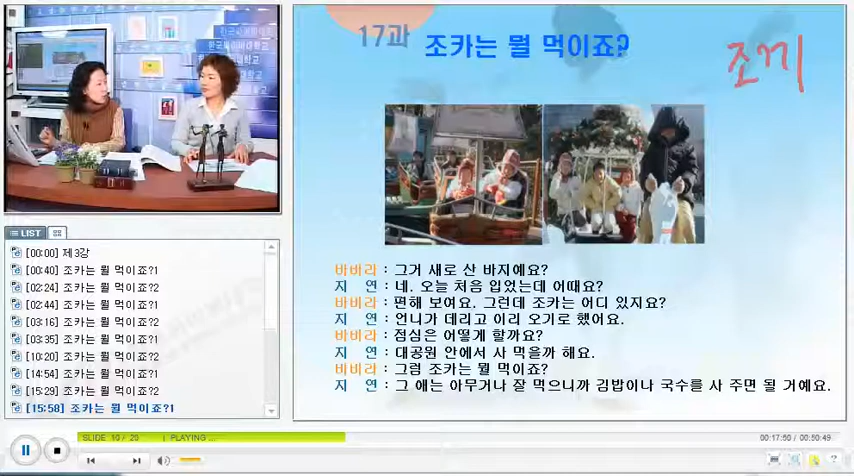 17과 조카는 뭘 먹이죠?
조끼
바비라 : 그거 새로 산 바지예요?
지 연 : 네. 오늘 처음 입었는데 어때요?
바비라 : 편해 보여요. 그런데 조카는 어디 있지요?
지 연 : 언니가 데리고 이리 오기로 했어요.
바비라 : 점심은 어떻게 할까요?
지 연 : 대공원 안에서 사 먹을까 해요.
바비라 : 그럼 조카는 뭘 먹이죠?
지 연 : 그 애는 아무거나 잘 먹으니까 김밥이나 국수를 사 주면 될 거예요.
LIST
[00:00] 제3강
[00:40] 조카는 뭘 먹이죠?1
[02:24] 조카는 뭘 먹이죠?2
[02:44] 조카는 뭘 먹이죠?1
[03:16] 조카는 뭘 먹이죠?2
[03:35] 조카는 뭘 먹이죠?1
[10:20] 조카는 뭘 먹이죠?2
[14:54] 조카는 뭘 먹이죠?1
[15:29] 조카는 뭘 먹이죠?2
[15:58] 조카는 뭘 먹이죠?1
SLIDE: 10 / 20 | PLAYING ...
00:17:50 / 00:50:49